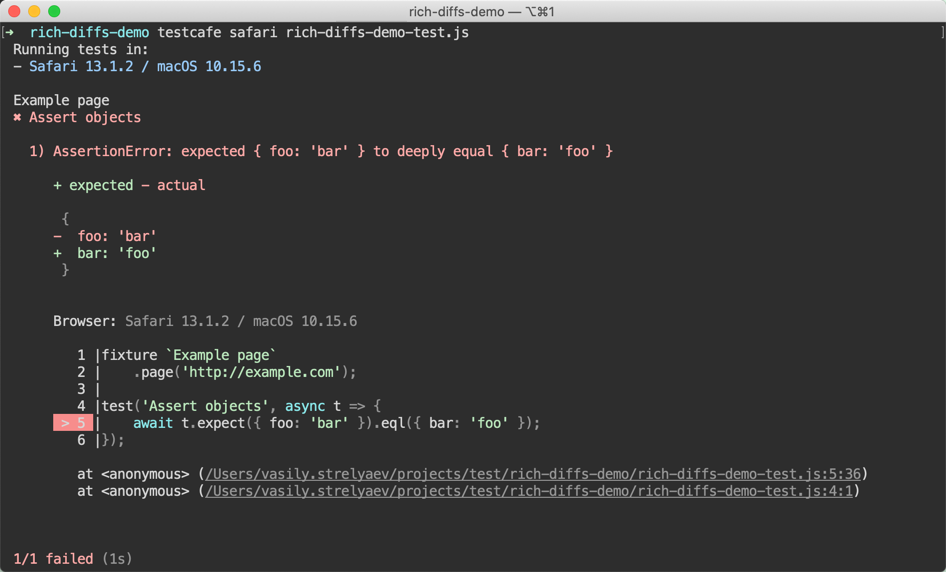 rich-diffs-demo — ⌥⌘1
[➜  rich-diffs-demo testcafe safari rich-diffs-demo-test.js ]
Running tests in:
- Safari 13.1.2 / macOS 10.15.6
Example page
✖ Assert objects
1) AssertionError: expected { foo: 'bar' } to deeply equal { bar: 'foo' }
+ expected - actual
{
-  foo: 'bar'
+  bar: 'foo'
}
Browser: Safari 13.1.2 / macOS 10.15.6
1 |fixture `Example page`
2 |    .page('http://example.com');
3 |
4 |test('Assert objects', async t => {
> 5 |    await t.expect({ foo: 'bar' }).eql({ bar: 'foo' });
6 |});
at <anonymous> (/Users/vasily.strelyaev/projects/test/rich-diffs-demo/rich-diffs-demo-test.js:5:36)
at <anonymous> (/Users/vasily.strelyaev/projects/test/rich-diffs-demo/rich-diffs-demo-test.js:4:1)
1/1 failed (1s)